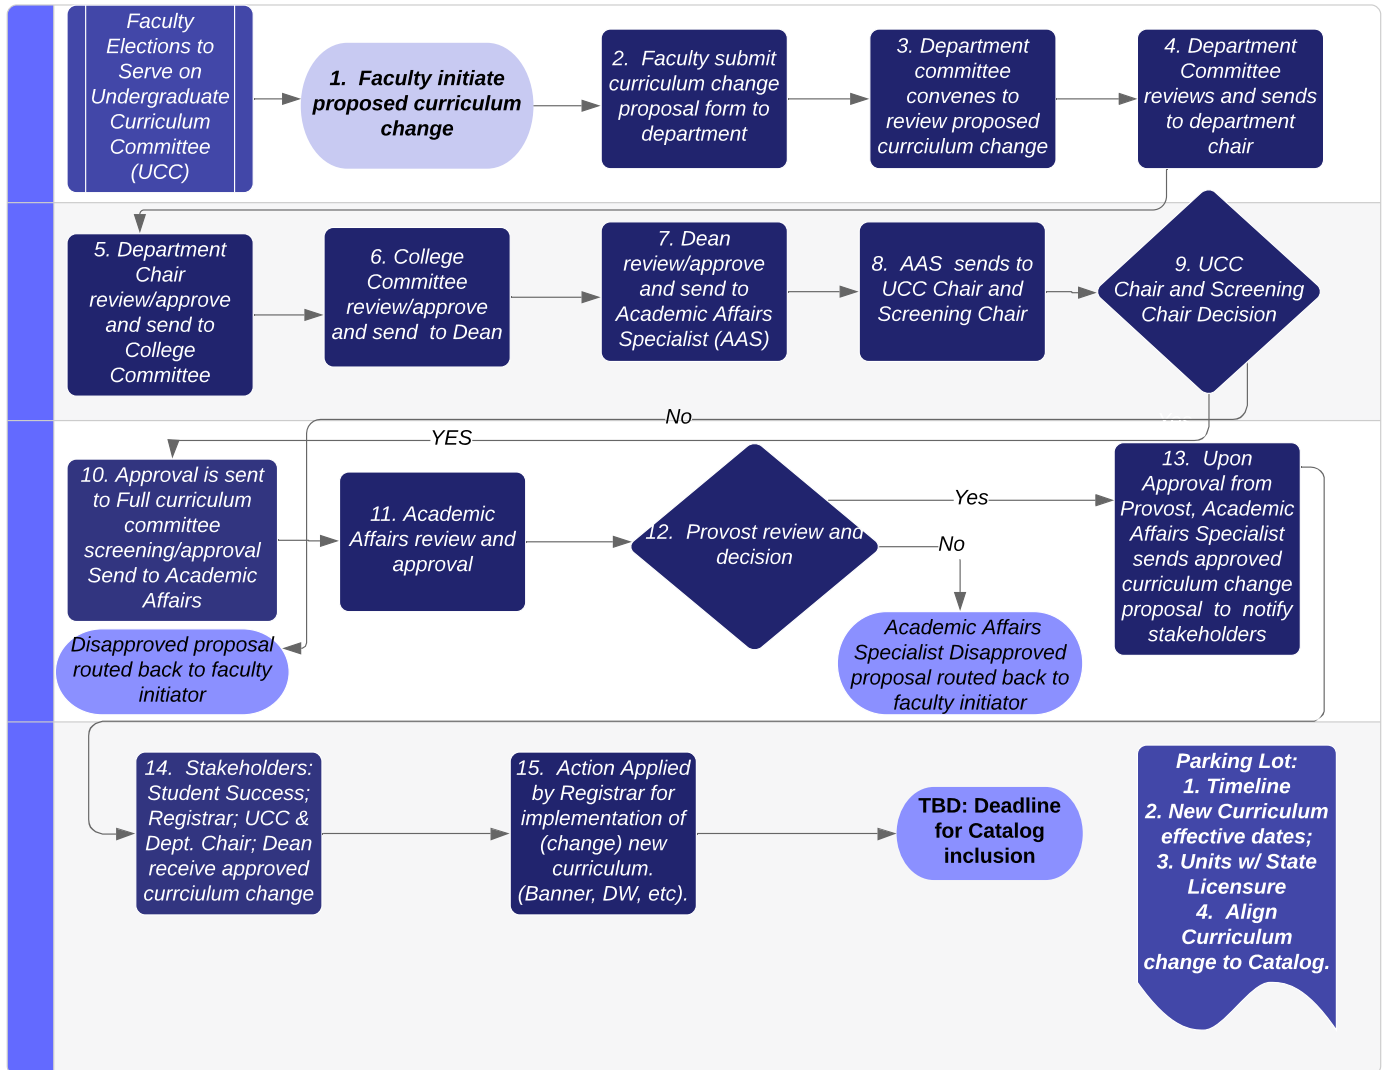 Faculty
Elections to
Serve on
Undergraduate
Curriculum
Committee
(UCC)
1. Faculty initiate
proposed curriculum
change
2. Faculty submit
curriculum change
proposal form to
department
3. Department
committee
convenes to
review proposed
currciulum change
4. Department
Committee
reviews and sends
to department
chair
5. Department
Chair
review/approve
and send to
College
Committee
6. College
Committee
review/approve
and send to Dean
7. Dean
review/approve
and send to
Academic Affairs
Specialist (AAS)
8. AAS sends to
UCC Chair and
Screening Chair
9. UCC
Chair and Screening
Chair Decision
No
YES
10. Approval is sent
to Full curriculum
committee
screening/approval
Send to Academic
Affairs
11. Academic
Affairs review and
approval
12. Provost review and
decision
Yes
No
13. Upon
Approval from
Provost, Academic
Affairs Specialist
sends approved
curriculum change
proposal to notify
stakeholders
Disapproved proposal
routed back to faculty
initiator
Academic Affairs
Specialist Disapproved
proposal routed back to
faculty initiator
14. Stakeholders:
Student Success;
Registrar; UCC &
Dept. Chair; Dean
receive approved
currciulum change
15. Action Applied
by Registrar for
implementation of
(change) new
curriculum.
(Banner, DW, etc).
TBD: Deadline
for Catalog
inclusion
Parking Lot:
1. Timeline
2. New Curriculum
effective dates;
3. Units w/ State
Licensure
4. Align
Curriculum
change to Catalog.